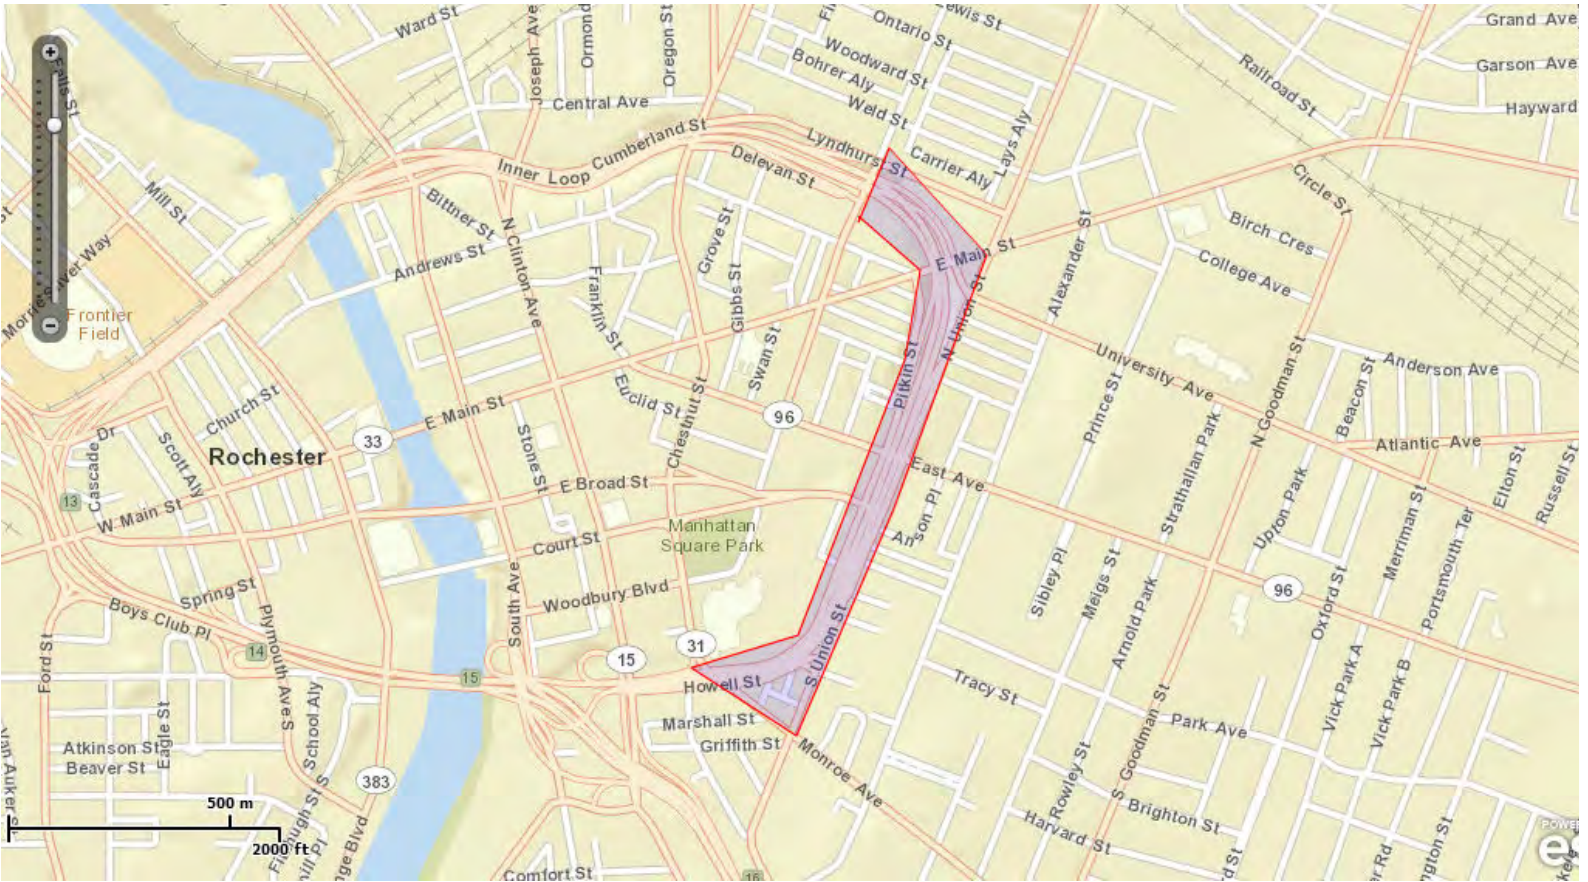 Ward St
Joseph Ave
Ormond
Oregon St
Ontario St
Lewis St
Grand Ave
Woodward St
Bohrer Aly
Weld St
Railroad St
Garson Ave
Hayward
Falls St
Central Ave
Cumberland St
Inner Loop
Lyndhurst St
Delevan St
Carrier Aly
Lays Aly
Circle St
Mill St
Bittner St
N Clinton Ave
Andrews St
Grove St
Gibbs St
Franklin St
E Main St
N Union St
Alexander St
Birch Cres
College Ave
Frontier
Field
Swan St
Pitkin St
University Ave
Prince St
N Goodman St
Anderson Ave
Beacon St
Church St
Euclid St
Chestnut St
96
E Main St
33
Rochester
Cascade Dr
Scott Aly
Stone St
East Ave
Strathallan Park
Atlantic Ave
Elton St
Russell St
13
W Main St
E Broad St
Court St
Manhattan
Square Park
Anson Pl
Upton Park
Merriman St
Portsmouth Ter
Spring St
Boys Club Pl
Plymouth Ave S
South Ave
Woodbury Blvd
Sibley Pl
Meigs St
Arnold Park
96
Oxford St
Ford St
14
15
15
31
Howell St
S Union St
Tracy St
Park Ave
Vick Park A
Vick Park B
Marshall St
Griffith St
Monroe Ave
S Goodman St
Rowley St
Brighton St
Harvard St
Eagle St
School Aly
Atkinson St
Beaver St
383
500 m
2000 ft
Comfort St
16
POWE
es